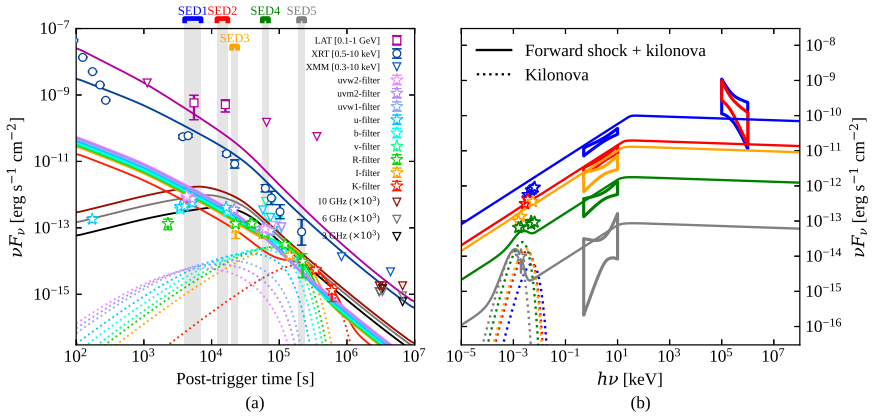 SED1 SED2 SED4 SED5
SED3
10⁻⁷
10⁻⁹
10⁻¹¹
10⁻¹³
10⁻¹⁵
νFν [erg s⁻¹ cm⁻²]
LAT [0.1-1 GeV]
XRT [0.5-10 keV]
XMM [0.3-10 keV]
uvw2-filter
uvm2-filter
uvw1-filter
u-filter
b-filter
v-filter
R-filter
I-filter
K-filter
10 GHz (×10³)
6 GHz (×10³)
3 GHz (×10³)
10² 10³ 10⁴ 10⁵ 10⁶ 10⁷
Post-trigger time [s]
(a)
Forward shock + kilonova
Kilonova
10⁻⁸
10⁻⁹
10⁻¹⁰
10⁻¹¹
10⁻¹²
10⁻¹³
10⁻¹⁴
10⁻¹⁵
10⁻¹⁶
νFν [erg s⁻¹ cm⁻²]
10⁻⁵ 10⁻³ 10⁻¹ 10¹ 10³ 10⁵ 10⁷
hν [keV]
(b)